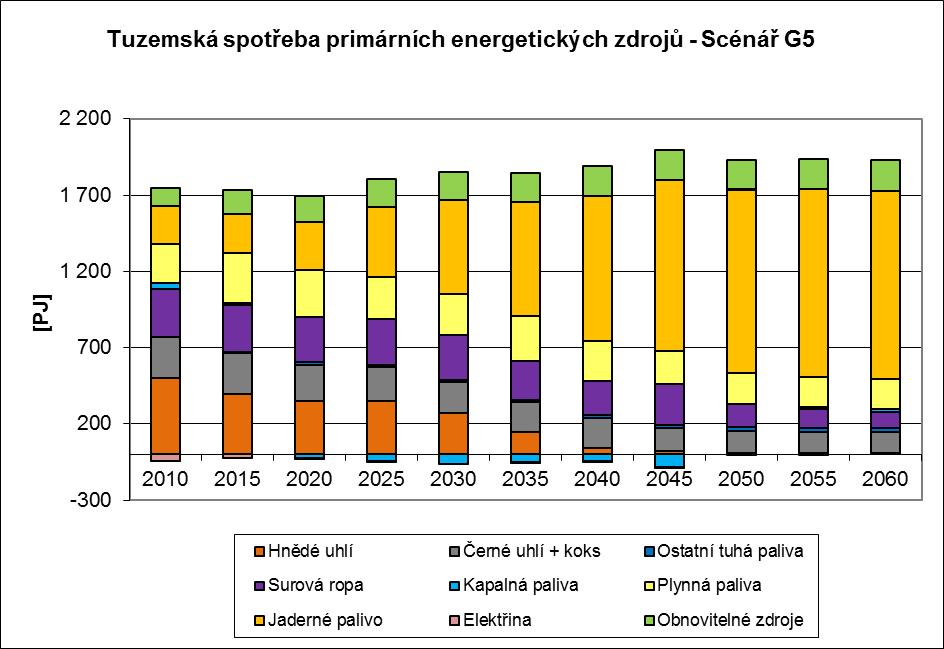 Tuzemská spotřeba primárních energetických zdrojů - Scénář G5
[PJ]
2 200
1 700
1 200
700
200
-300
2010 2015 2020 2025 2030 2035 2040 2045 2050 2055 2060
Hnědé uhlí Černé uhlí + koks Ostatní tuhá paliva
Surová ropa Kapalná paliva Plynná paliva
Jaderné palivo Elektřina Obnovitelné zdroje